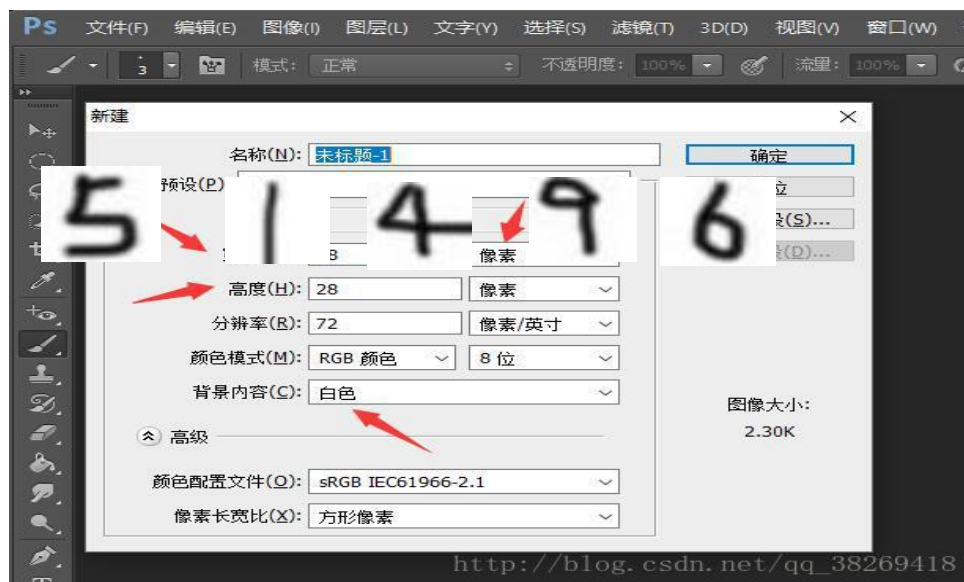 Ps 文件(F) 编辑(E) 图像(I) 图层(L) 文字(Y) 选择(S) 滤镜(T) 3D(D) 视图(V) 窗口(W)
3 模式: 正常 不透明度: 100% 流量: 100%
新建
名称(N): 未标题-1 确定
预设(P) 位
5 1 4 9 6
(S)...
(D)...
8 像素
高度(H): 28 像素
分辨率(R): 72 像素/英寸
颜色模式(M): RGB 颜色 8 位
背景内容(C): 白色
图像大小:
2.30K
高级
颜色配置文件(O): sRGB IEC61966-2.1
像素长宽比(X): 方形像素
http://blog.csdn.net/qq_38269418